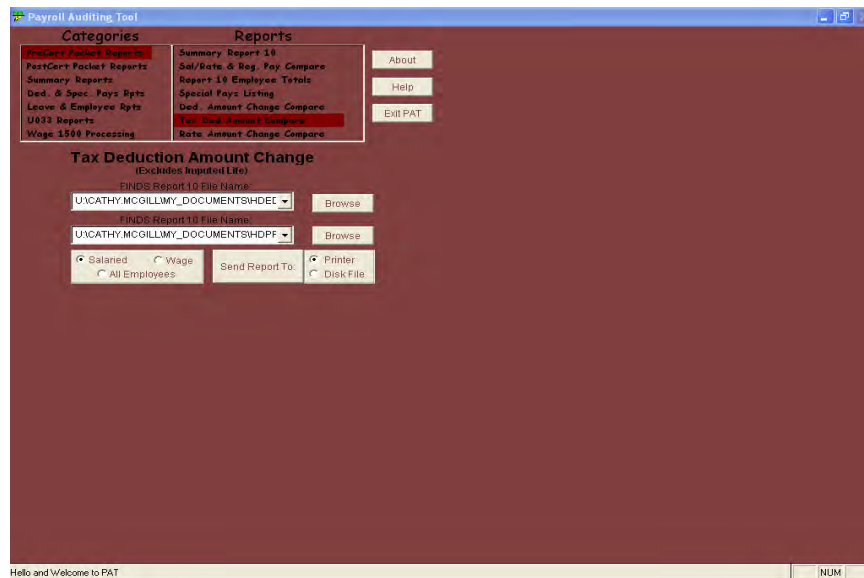 Payroll Auditing Tool
Categories
Reports
PreCert Packet Reports
PostCert Packet Reports
Summary Reports
Ded. & Spec. Pays Rpts
Leave & Employee Rpts
U033 Reports
Wage 1500 Processing
Summary Report 10
Sal/Rate & Reg. Pay Compare
Report 10 Employee Totals
Special Pays Listing
Ded. Amount Change Compare
Tax Ded Amount Compare
Rate Amount Change Compare
About
Help
Exit PAT
Tax Deduction Amount Change
(Excludes Imputed Life)
FINDS Report 10 File Name:
U:\CATHY.MCGILL\MY_DOCUMENTS\HDED
Browse
FINDS Report 10 File Name:
U:\CATHY.MCGILL\MY_DOCUMENTS\HDPF
Browse
Salaried Wage
All Employees
Send Report To:
Printer
Disk File
Hello and Welcome to PAT
NUM